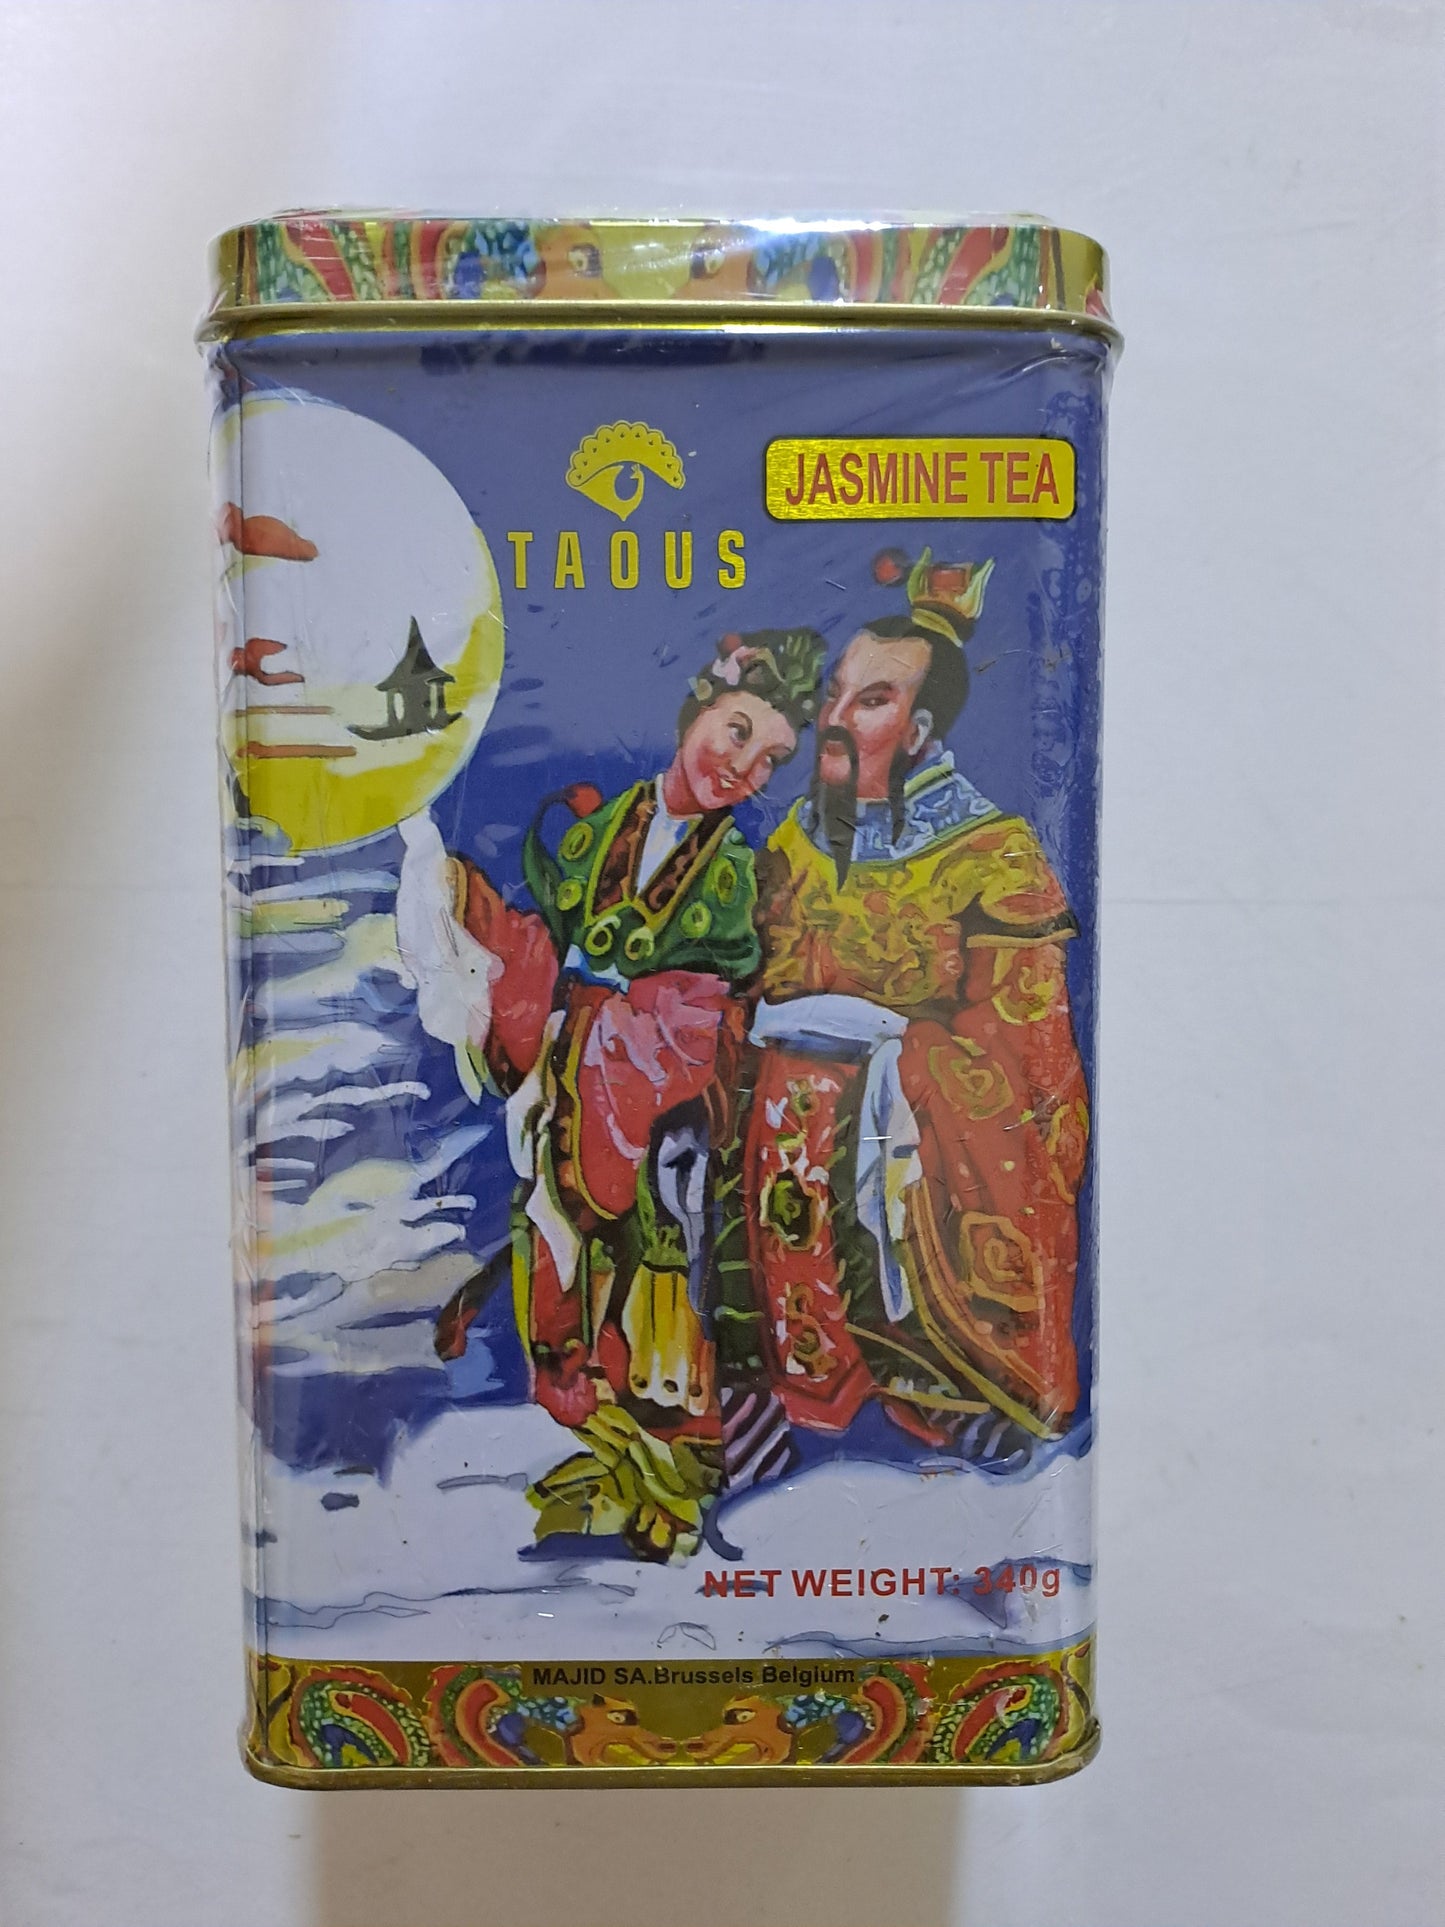 JASMINE TEA
TAOUS
NET WEIGHT: 340g
MAJID SA.Brussels Belgium